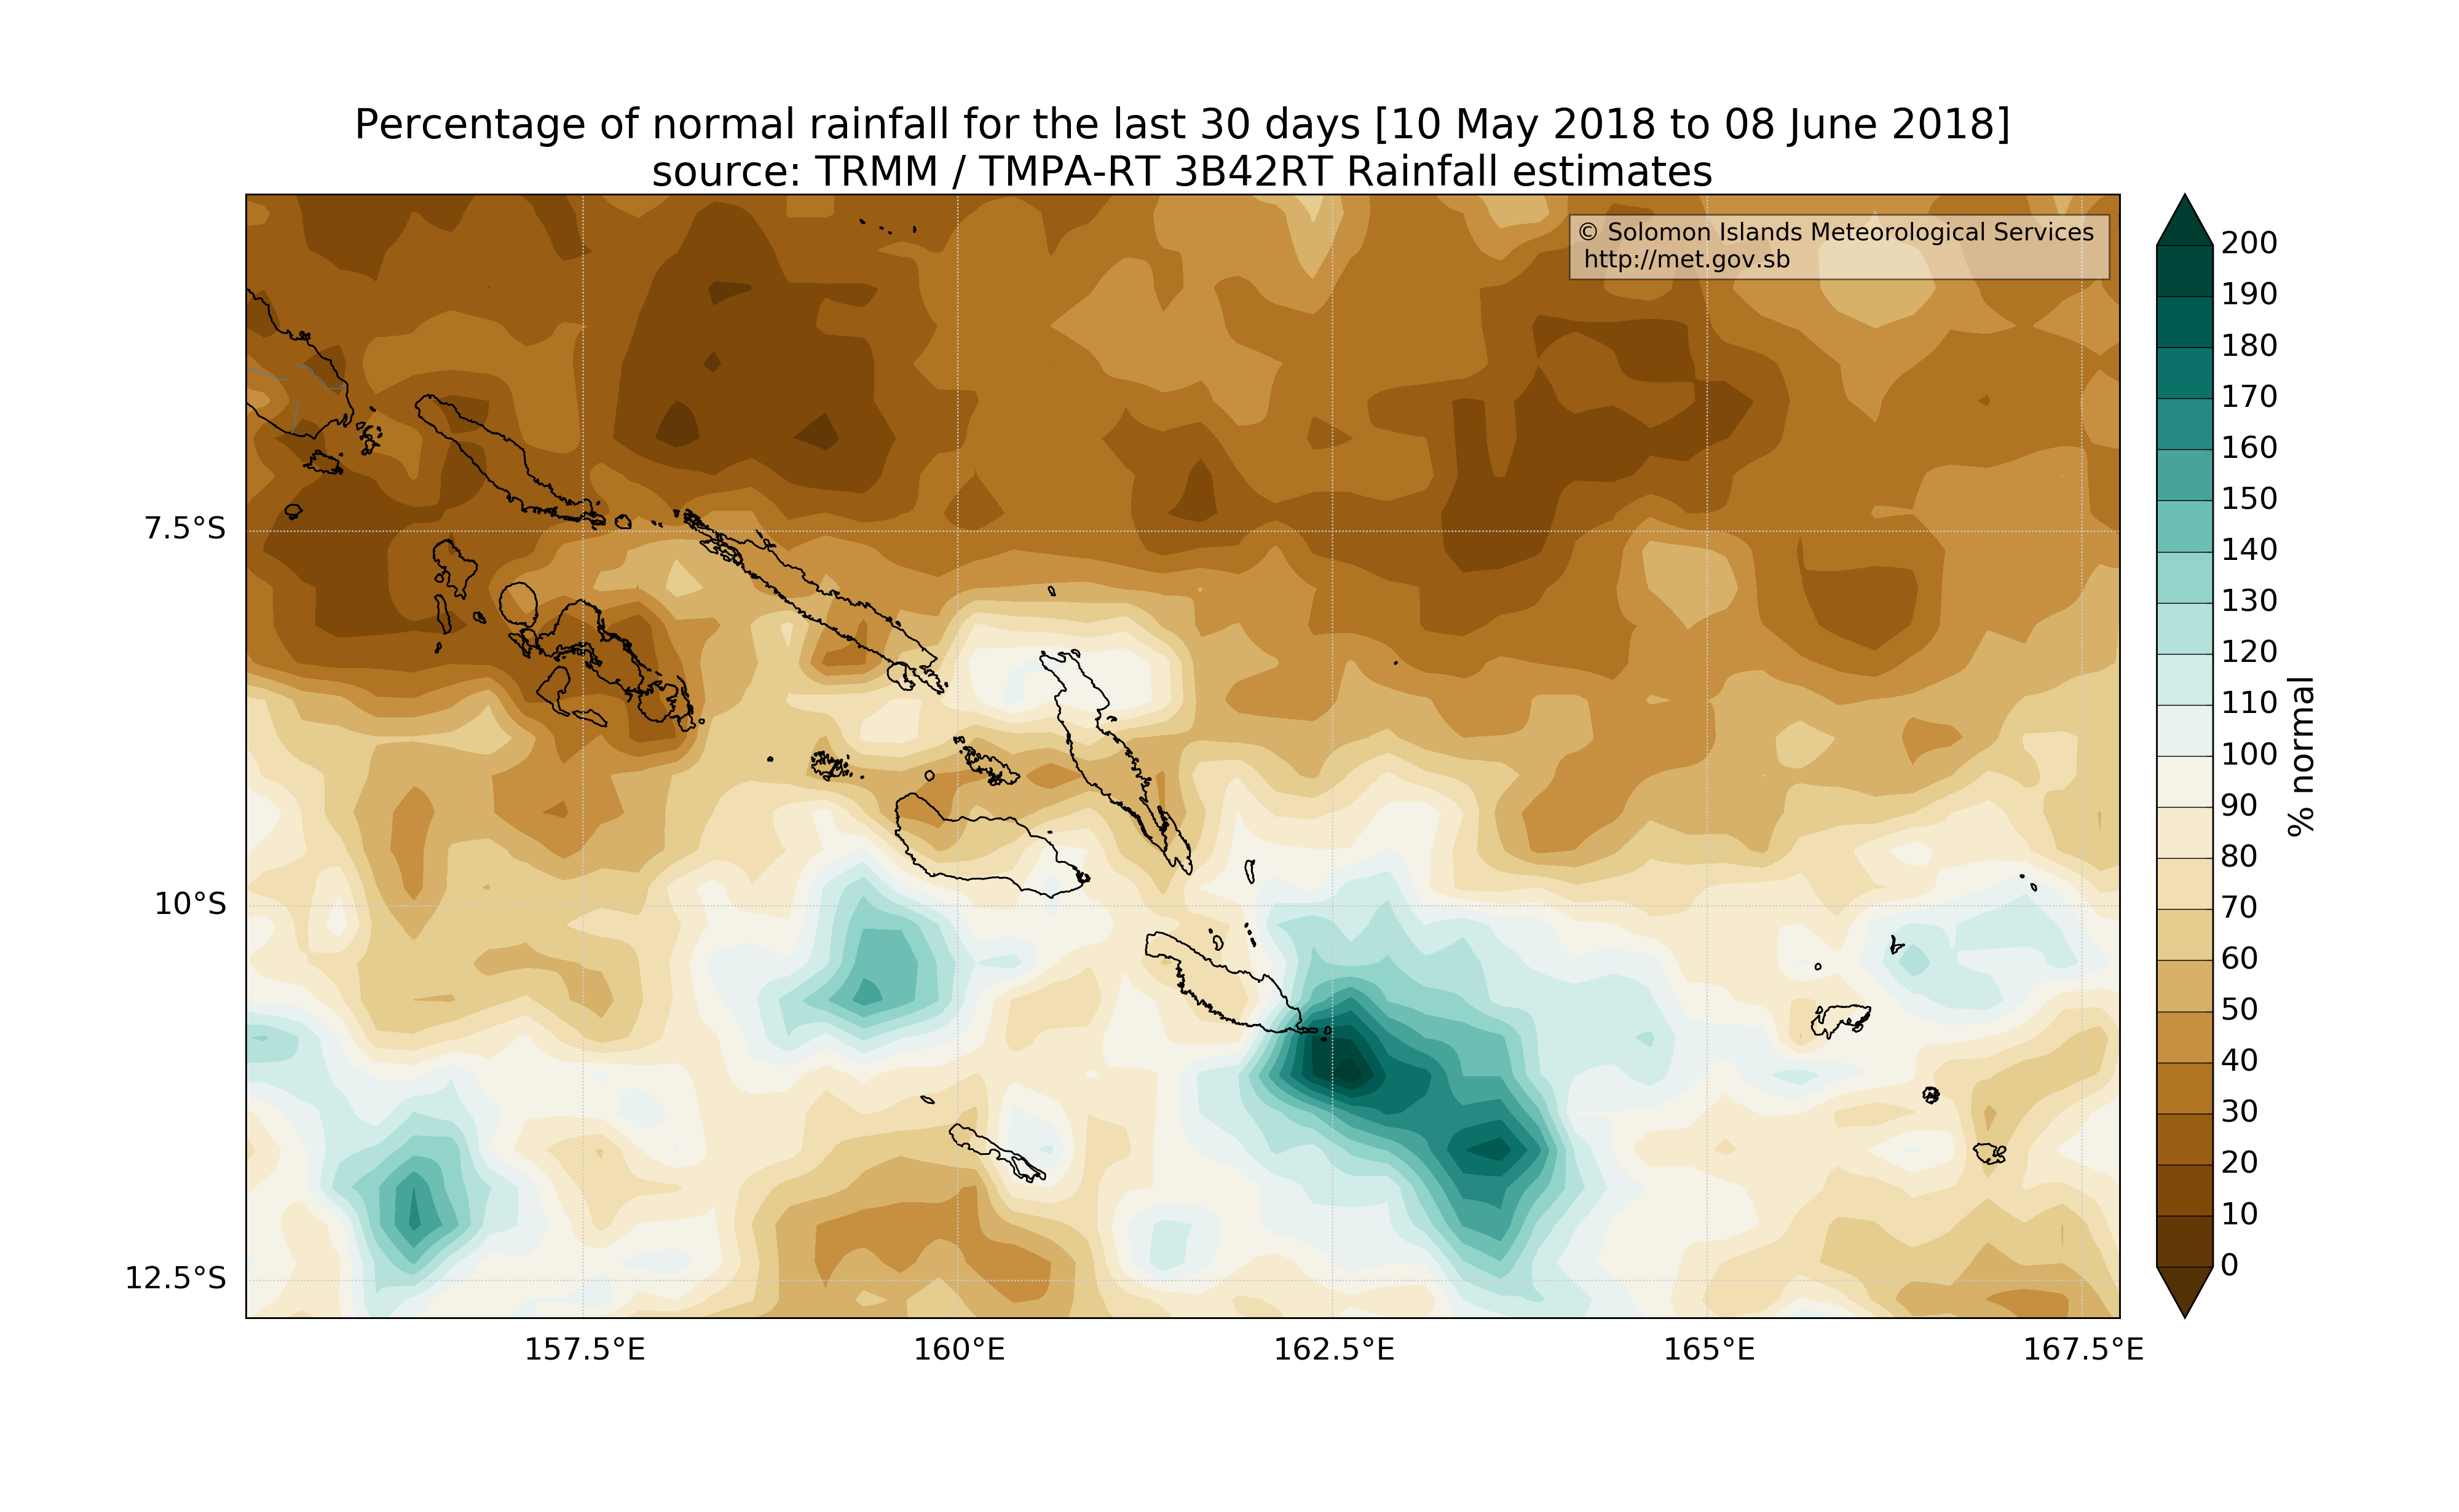 Percentage of normal rainfall for the last 30 days [10 May 2018 to 08 June 2018]
source: TRMM / TMPA-RT 3B42RT Rainfall estimates
© Solomon Islands Meteorological Services
http://met.gov.sb
7.5°S
10°S
12.5°S
157.5°E
160°E
162.5°E
165°E
167.5°E
200
190
180
170
160
150
140
130
120
110
100
90
80
70
60
50
40
30
20
10
0
% normal